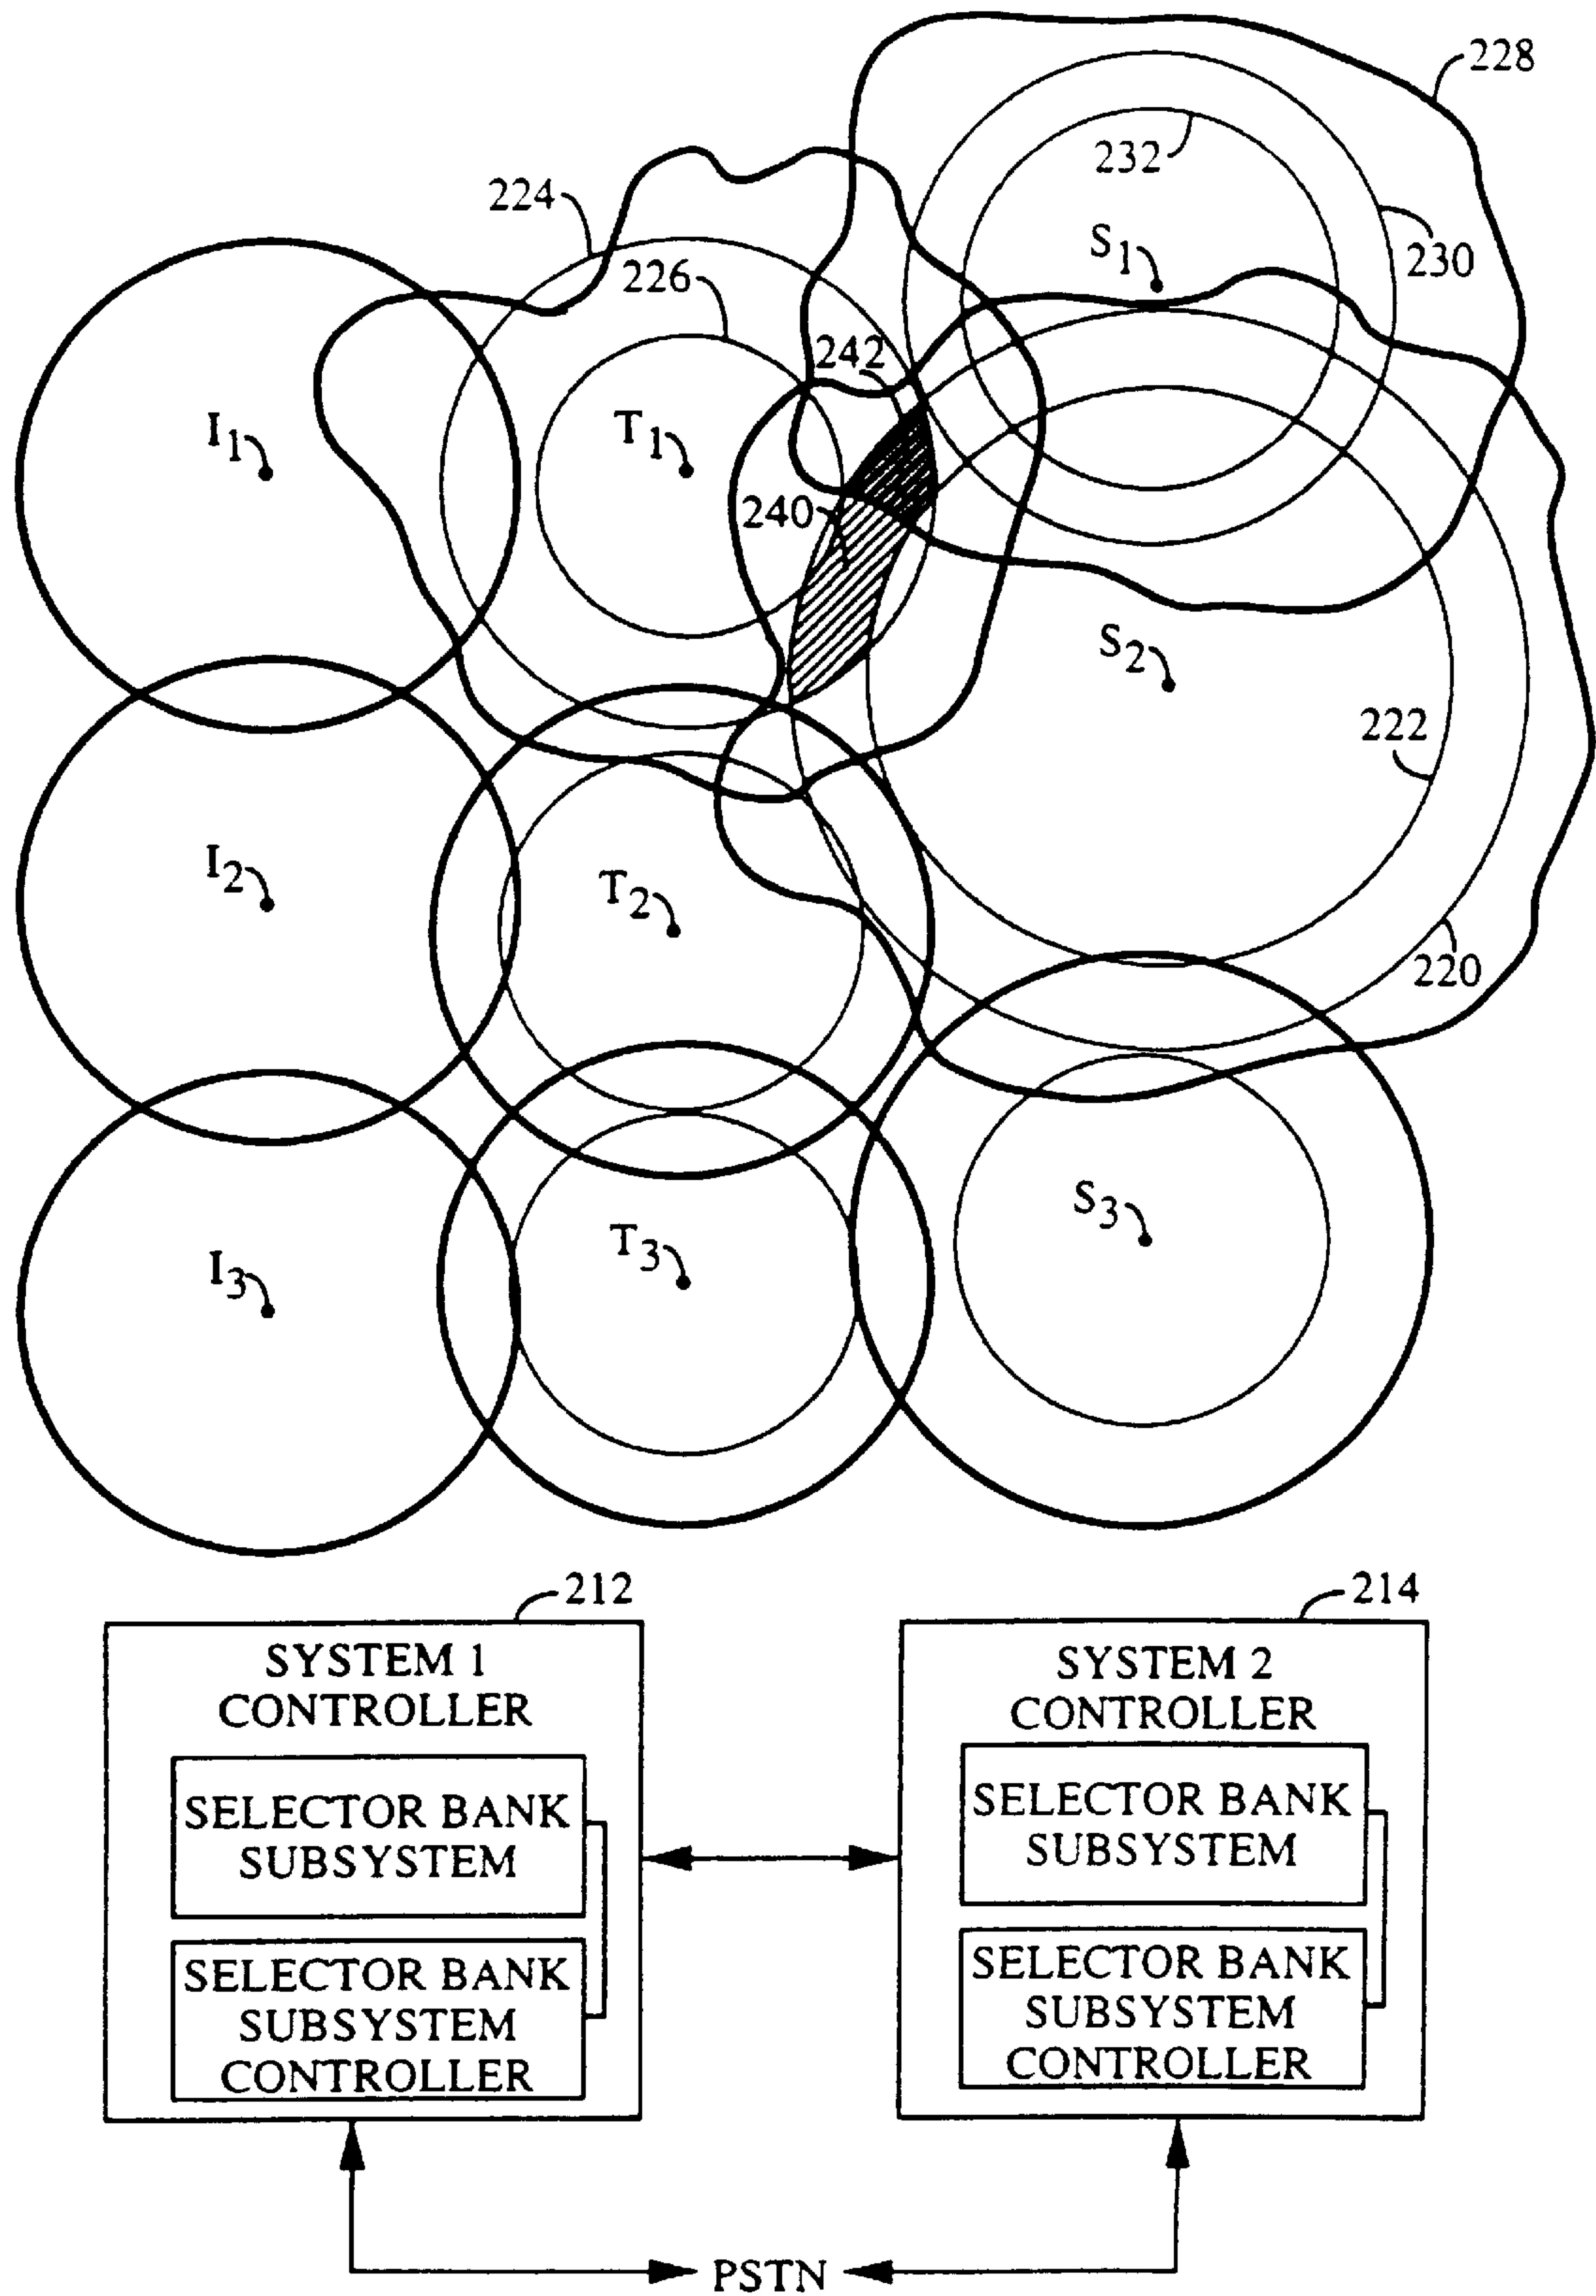 228
232
224
S1
230
226
242
I1
T1
240
S2
222
I2
T2
220
S3
T3
I3
212
214
SYSTEM 1
CONTROLLER
SELECTOR BANK
SUBSYSTEM
SELECTOR BANK
SUBSYSTEM
CONTROLLER
SYSTEM 2
CONTROLLER
SELECTOR BANK
SUBSYSTEM
SELECTOR BANK
SUBSYSTEM
CONTROLLER
PSTN